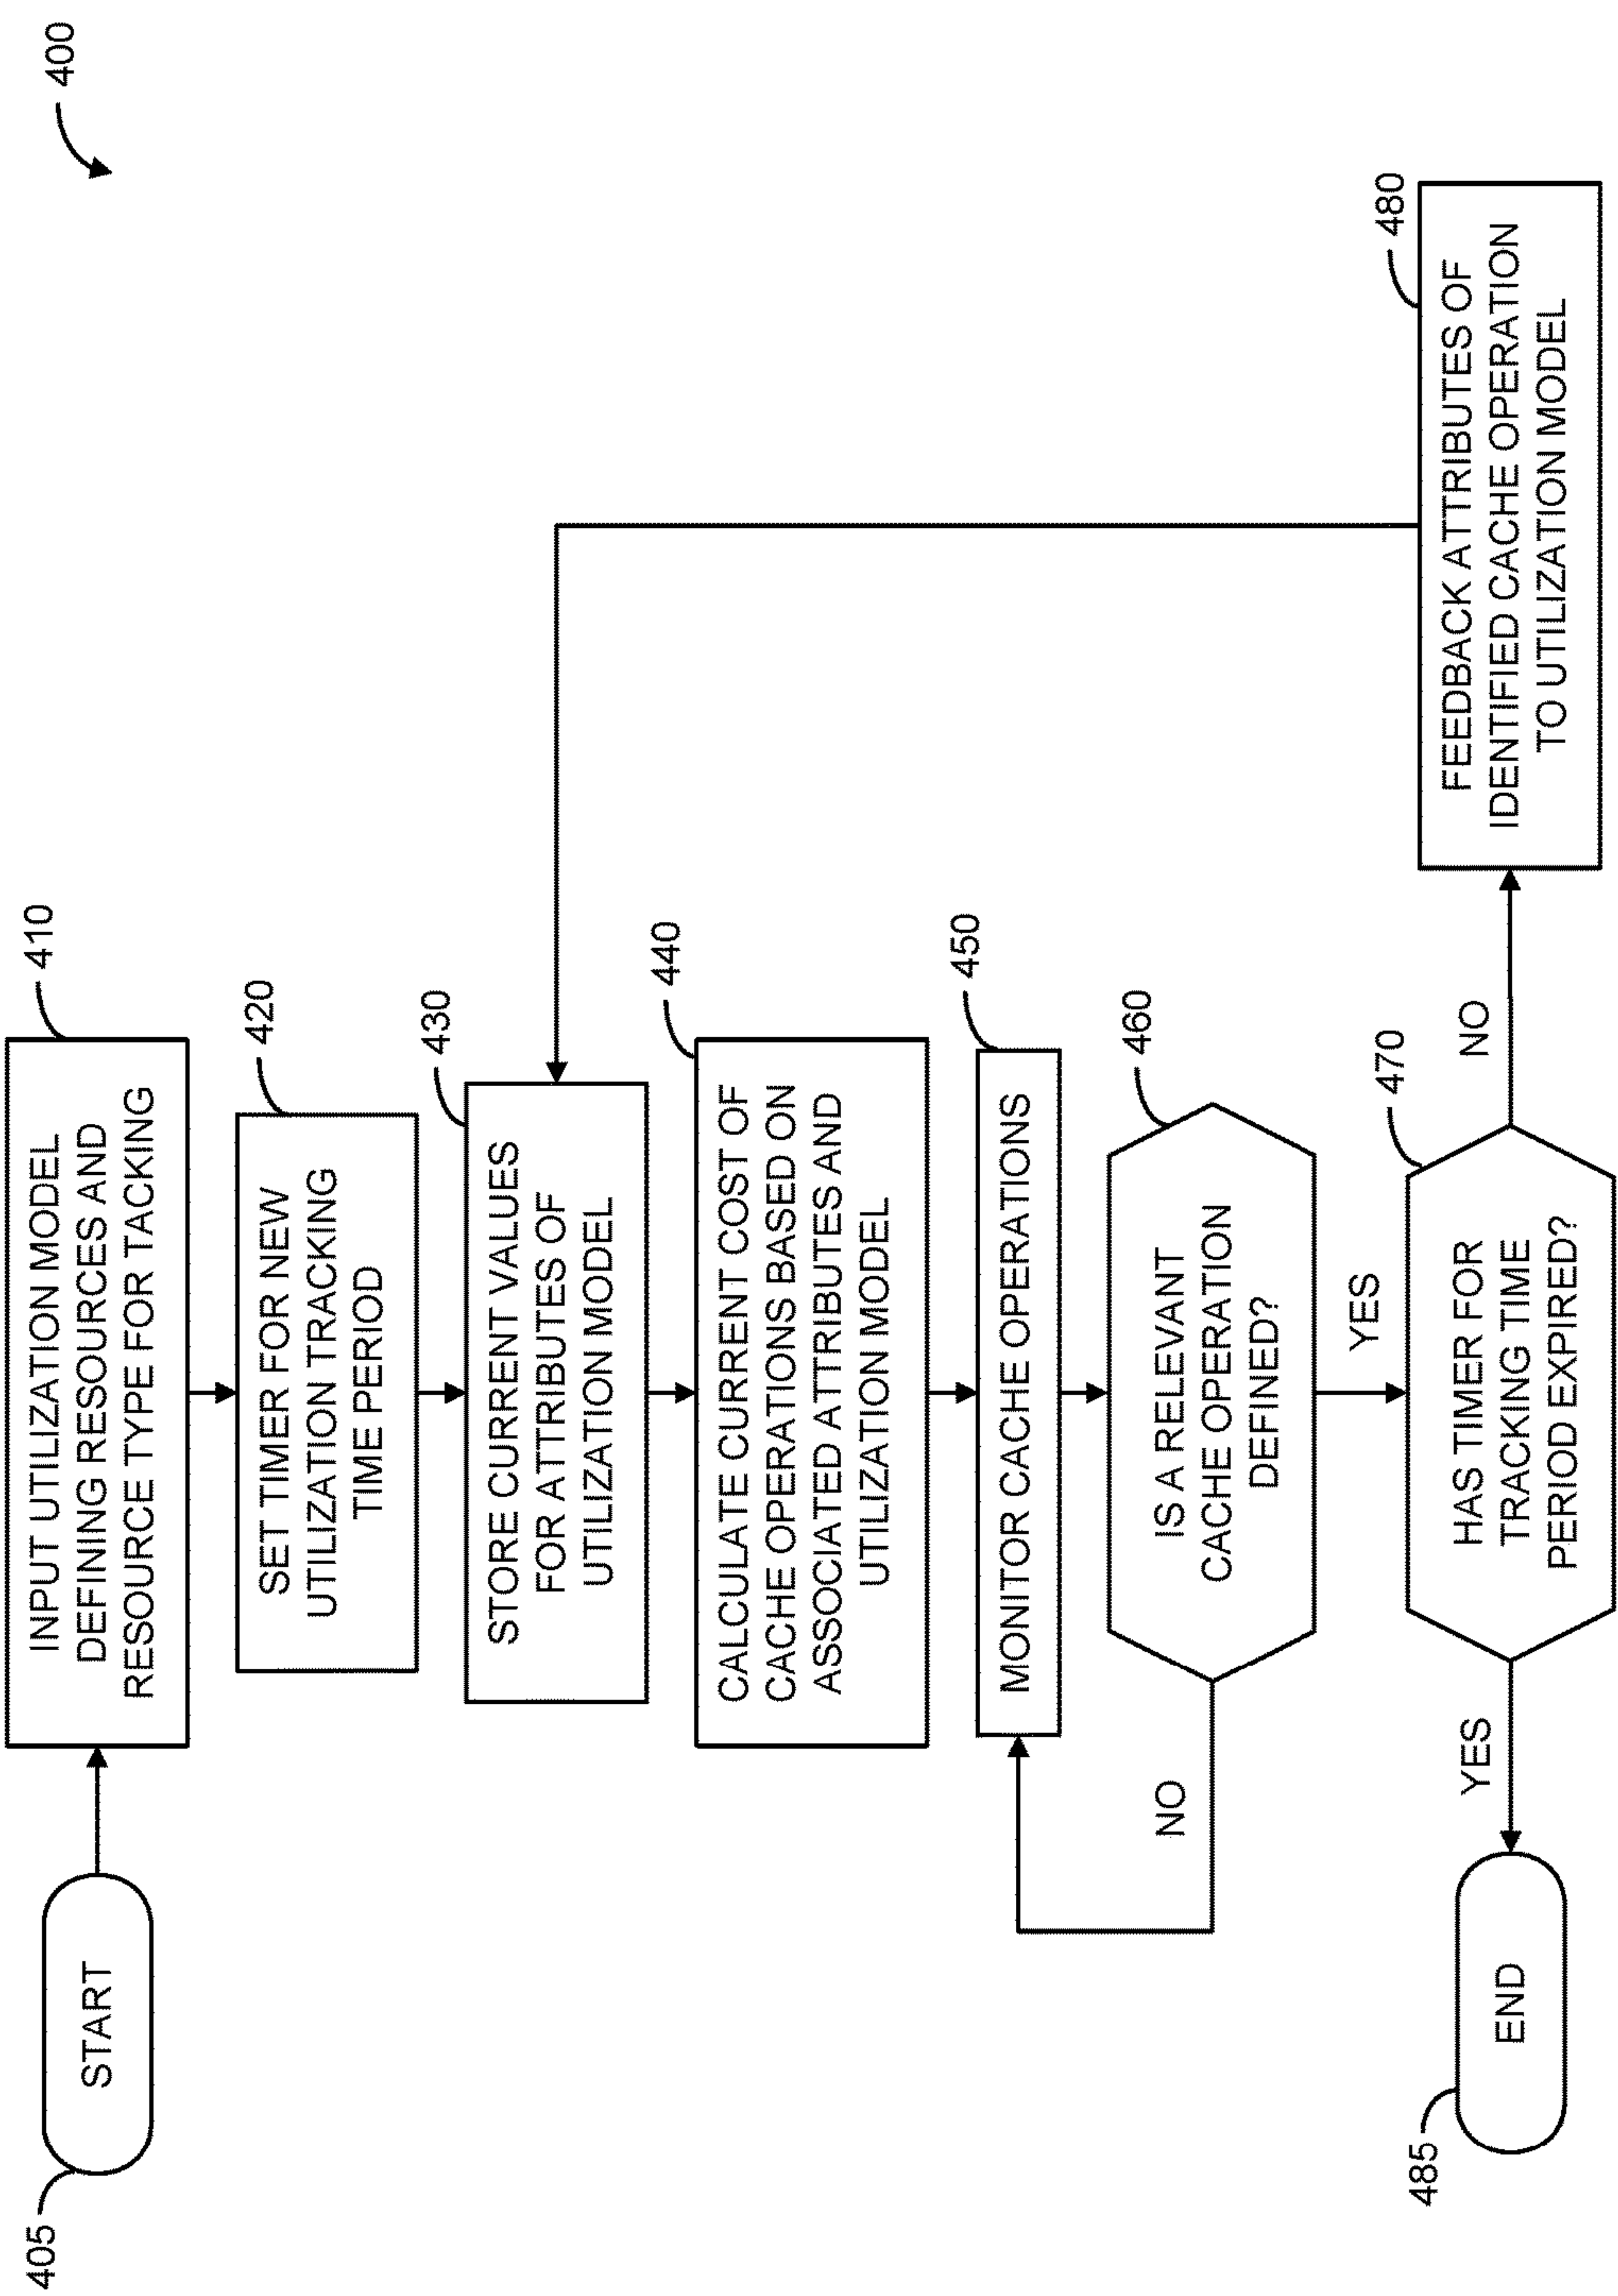 400
405
START
410
INPUT UTILIZATION MODEL
DEFINING RESOURCES AND
RESOURCE TYPE FOR TACKING
420
SET TIMER FOR NEW
UTILIZATION TRACKING
TIME PERIOD
430
STORE CURRENT VALUES
FOR ATTRIBUTES OF
UTILIZATION MODEL
440
CALCULATE CURRENT COST OF
CACHE OPERATIONS BASED ON
ASSOCIATED ATTRIBUTES AND
UTILIZATION MODEL
450
MONITOR CACHE OPERATIONS
460
IS A RELEVANT
CACHE OPERATION
DEFINED?
NO
YES
470
HAS TIMER FOR
TRACKING TIME
PERIOD EXPIRED?
NO
480
FEEDBACK ATTRIBUTES OF
IDENTIFIED CACHE OPERATION
TO UTILIZATION MODEL
YES
485
END